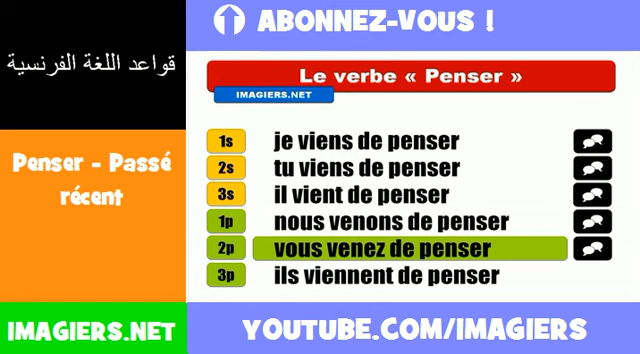 ABONNEZ-VOUS !
قواعد اللغة الفرنسية
Le verbe « Penser »
IMAGIERS.NET
Penser - Passé
récent
1s je viens de penser
2s tu viens de penser
3s il vient de penser
1p nous venons de penser
2p vous venez de penser
3p ils viennent de penser
IMAGIERS.NET
YOUTUBE.COM/IMAGIERS